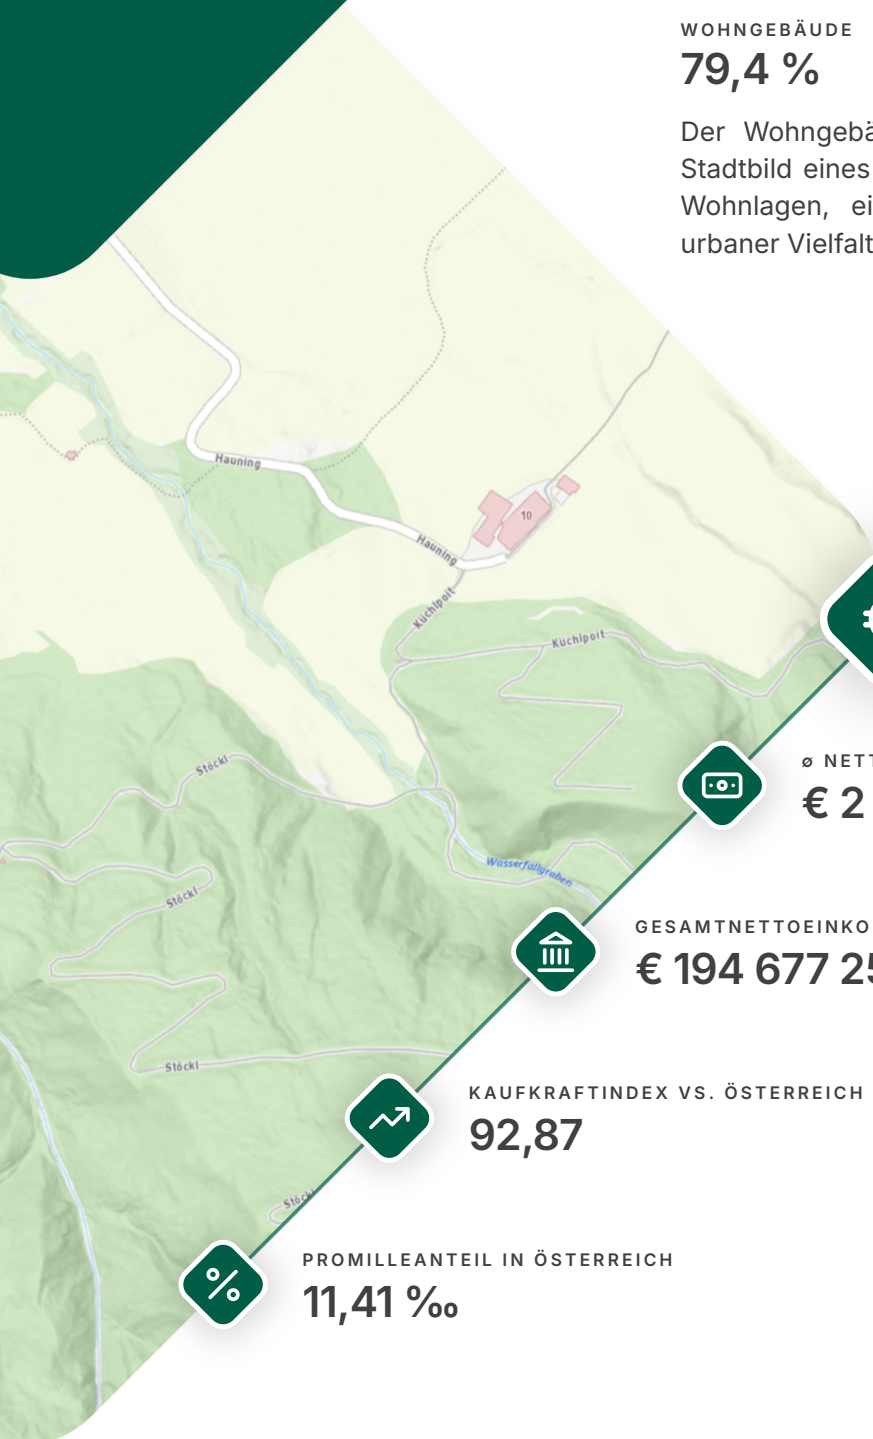 WOHNGEBÄUDE
79,4 %
Der Wohngebä
Stadtbild eines
Wohnlagen, ei
urbaner Vielfalt
Hauning
10
Hauning
Küchlpoit
Küchlpoit
Stöckl
ø NETT
€ 2
Wasserfallgraben
Stöckl
GESAMTNETTOEINKO
€ 194 677 25
Stöckl
KAUFKRAFTINDEX VS. ÖSTERREICH
92,87
Stöckl
PROMILLEANTEIL IN ÖSTERREICH
11,41 ‰